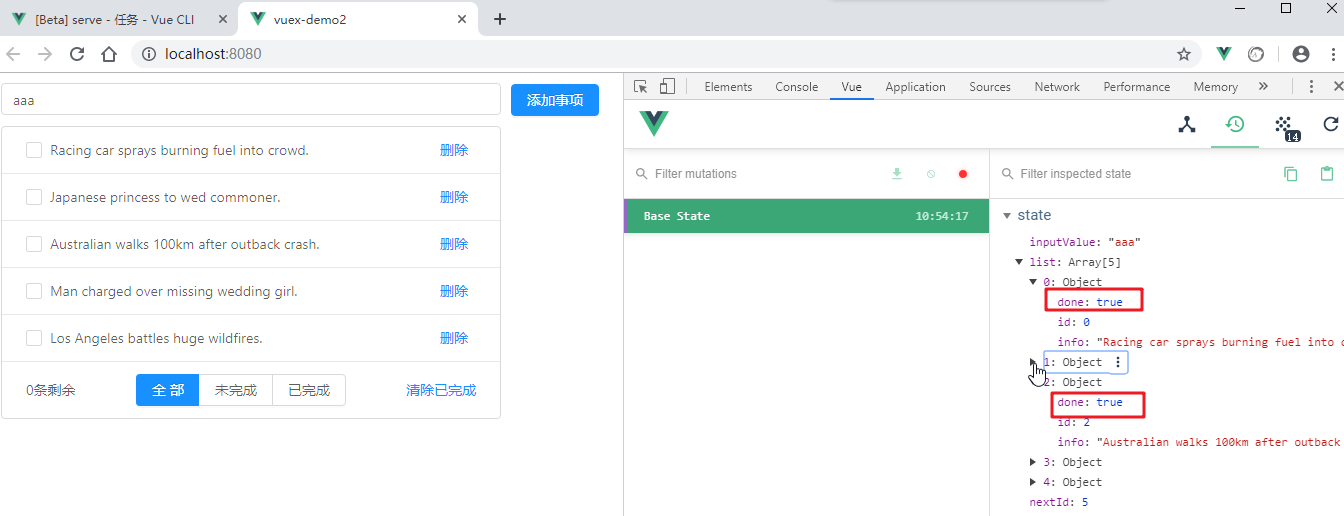 [Beta] serve - 任务 - Vue CLI
vuex-demo2
localhost:8080
aaa
添加事项
Racing car sprays burning fuel into crowd.
删除
Japanese princess to wed commoner.
删除
Australian walks 100km after outback crash.
删除
Man charged over missing wedding girl.
删除
Los Angeles battles huge wildfires.
删除
0条剩余
全 部
未完成
已完成
清除已完成
Elements
Console
Vue
Application
Sources
Network
Performance
Memory
14
Filter mutations
Base State
10:54:17
Filter inspected state
state
inputValue: "aaa"
list: Array[5]
0: Object
done: true
id: 0
info: "Racing car sprays burning fuel into
1: Object
2: Object
done: true
id: 2
info: "Australian walks 100km after outback
3: Object
4: Object
nextId: 5